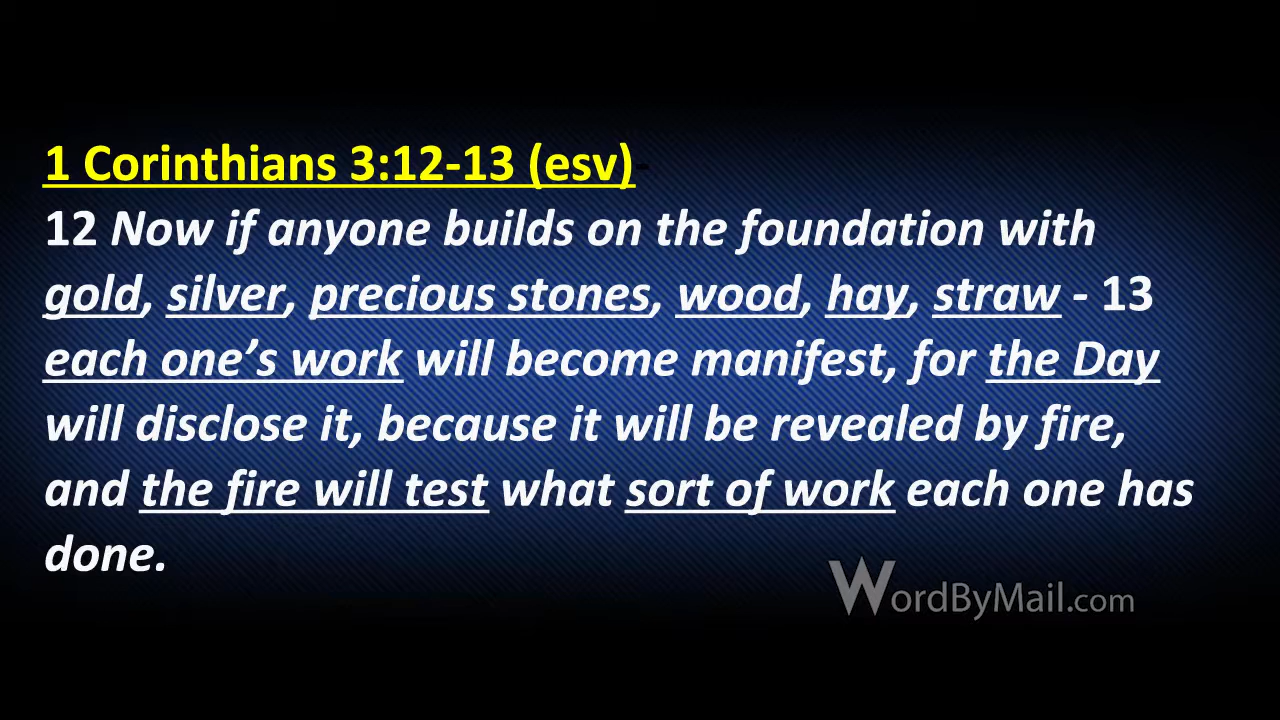 1 Corinthians 3:12-13 (esv)-
12 Now if anyone builds on the foundation with
gold, silver, precious stones, wood, hay, straw - 13
each one’s work will become manifest, for the Day
will disclose it, because it will be revealed by fire,
and the fire will test what sort of work each one has
done.
WordByMail.com